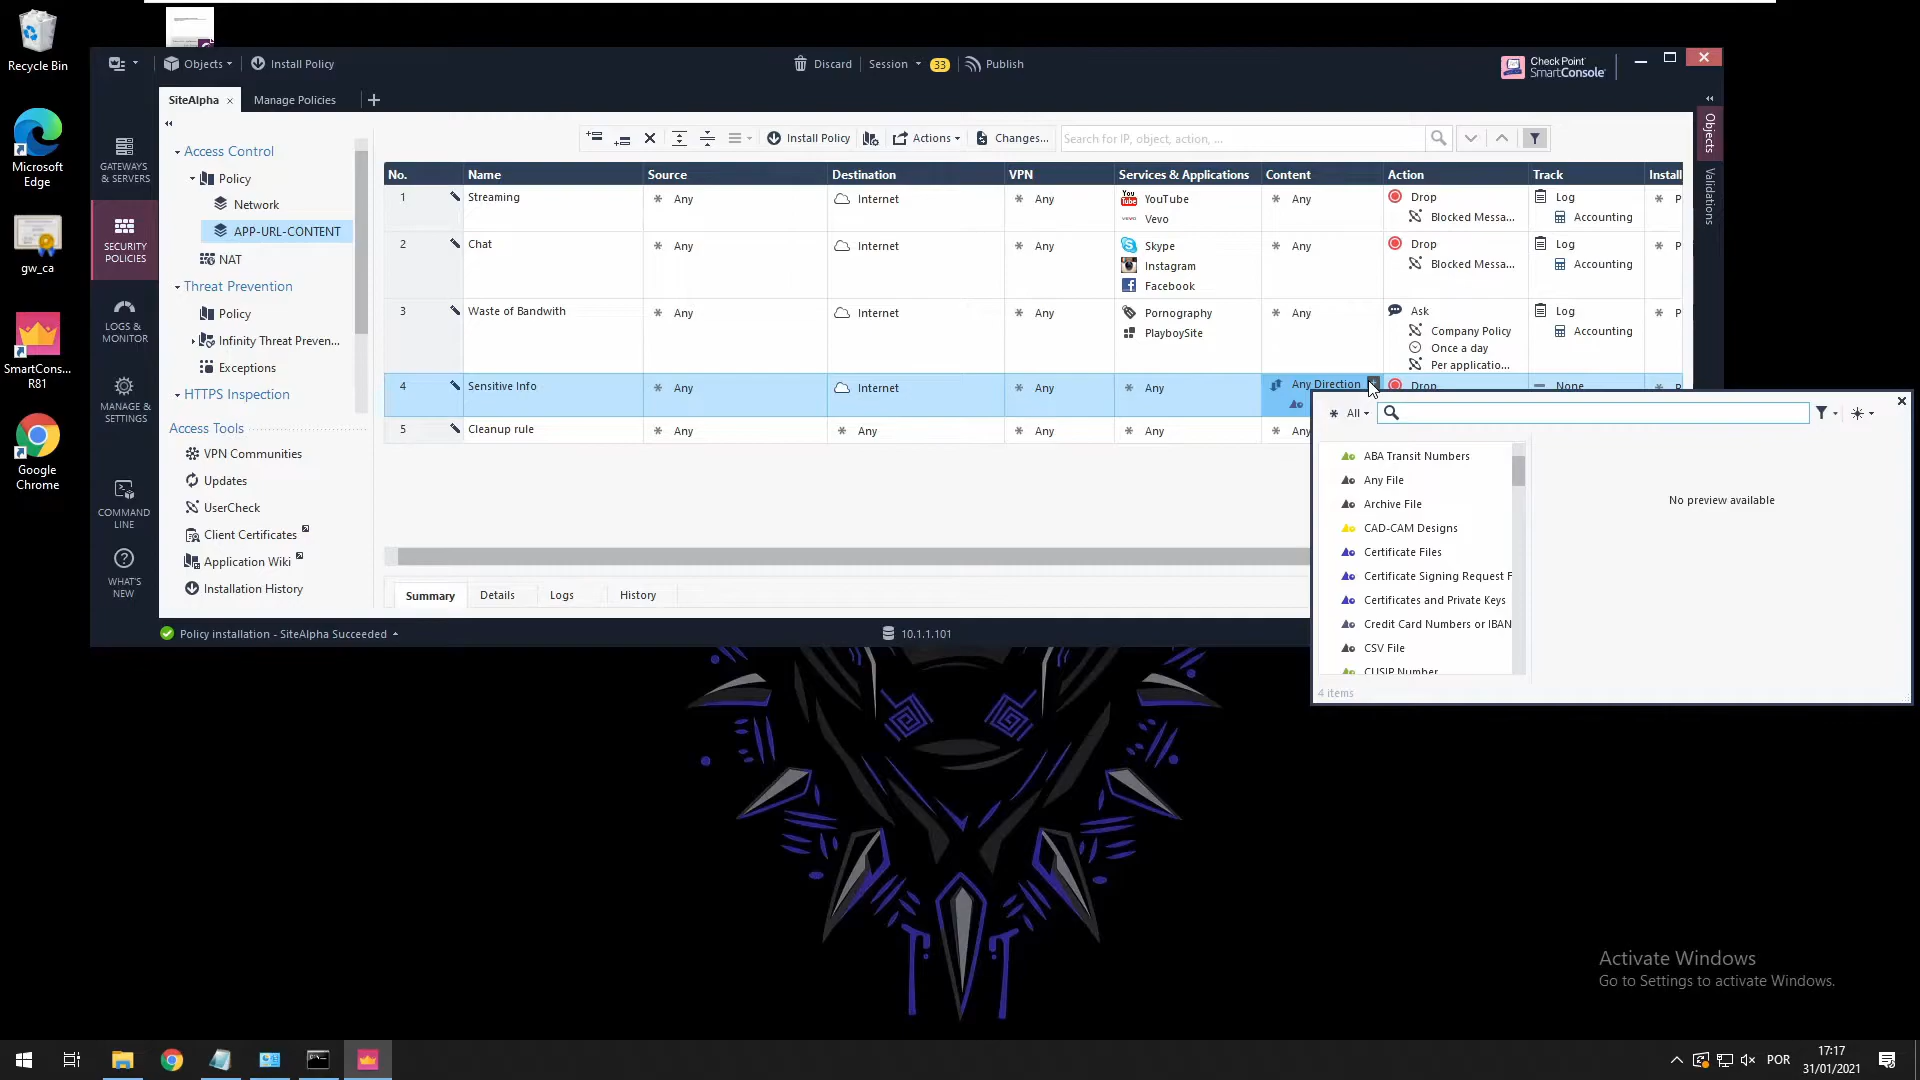 Recycle Bin
Microsoft Edge
gw_ca
SmartCons... R81
Google Chrome
Objects
Install Policy
Discard
Session
33
Publish
Check Point
SmartConsole
SiteAlpha
Manage Policies
GATEWAYS & SERVERS
SECURITY POLICIES
LOGS & MONITOR
MANAGE & SETTINGS
COMMAND LINE
WHAT'S NEW
Access Control
Policy
Network
APP-URL-CONTENT
NAT
Threat Prevention
Policy
Infinity Threat Preven...
Exceptions
HTTPS Inspection
Access Tools
VPN Communities
Updates
UserCheck
Client Certificates
Application Wiki
Installation History
Install Policy
Actions
Changes...
Search for IP, object, action, ...
Objects
Validations
No. Name Source Destination VPN Services & Applications Content Action Track Install
1 Streaming Any Internet Any YouTube Any Drop Log P
Vevo Blocked Messa... Accounting
2 Chat Any Internet Any Skype Any Drop Log P
Instagram Blocked Messa... Accounting
Facebook
3 Waste of Bandwith Any Internet Any Pornography Any Ask Log P
PlayboySite Company Policy Accounting
Once a day
Per applicatio...
4 Sensitive Info Any Internet Any Any Any Direction Drop None
5 Cleanup rule Any Any Any Any Any
All
ABA Transit Numbers
Any File
Archive File
CAD-CAM Designs
Certificate Files
Certificate Signing Request F
Certificates and Private Keys
Credit Card Numbers or IBAN
CSV File
CUSIP Number
No preview available
4 items
Summary
Details
Logs
History
Policy installation - SiteAlpha Succeeded
10.1.1.101
Activate Windows
Go to Settings to activate Windows.
POR
17:17
31/01/2021